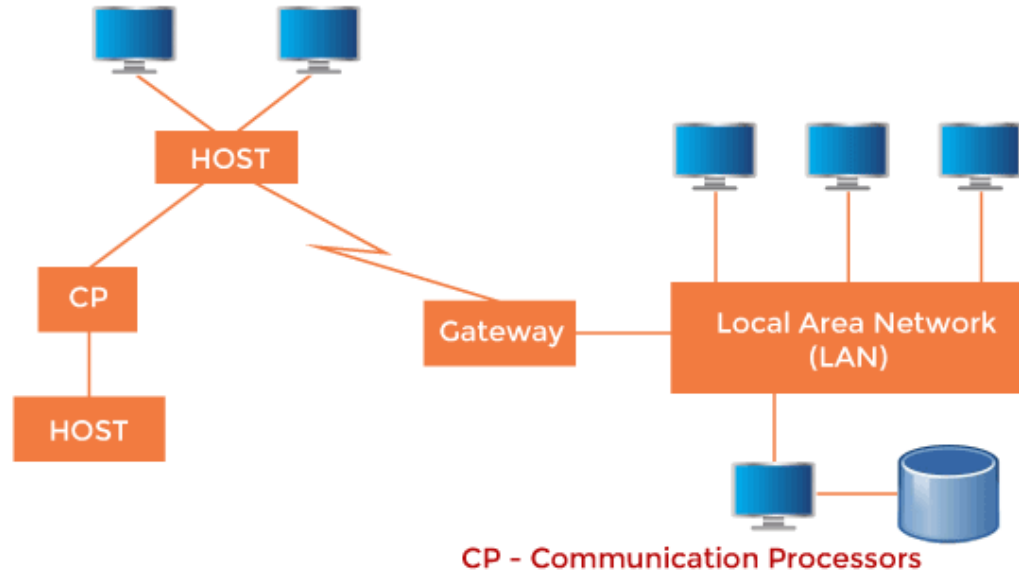 HOST
CP
HOST
Gateway
Local Area Network
(LAN)
CP - Communication Processors